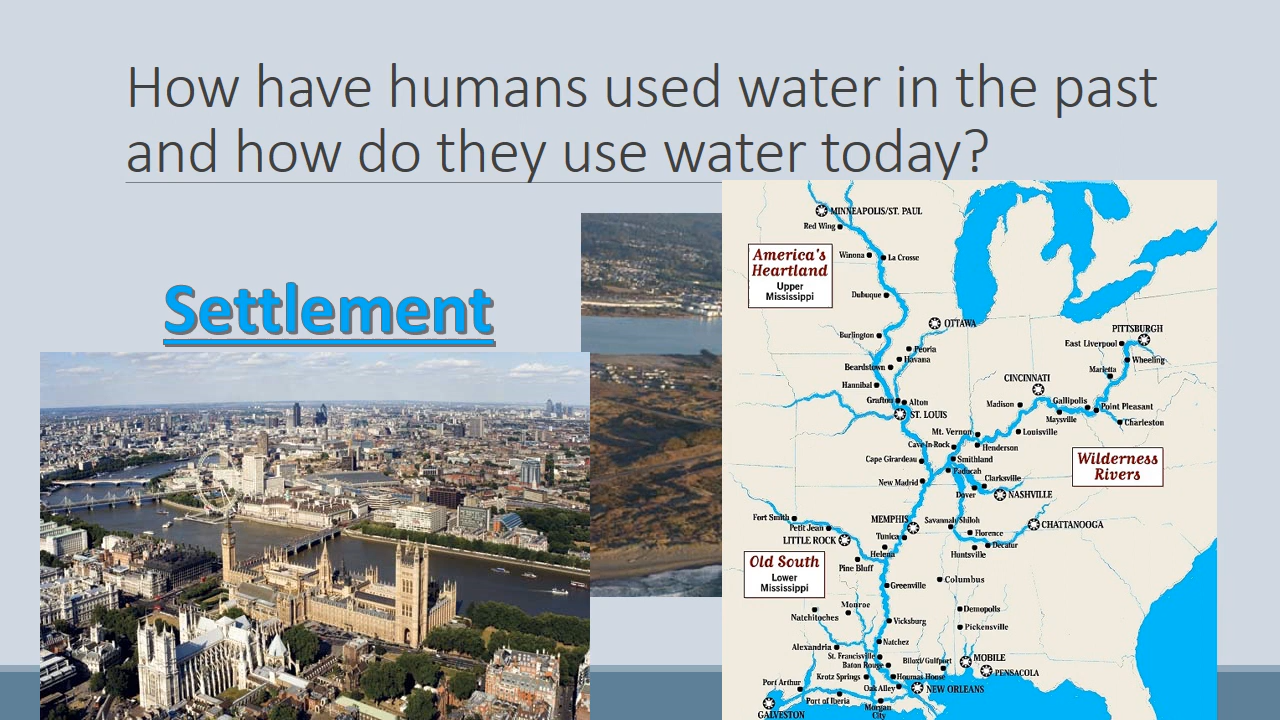 How have humans used water in the past
and how do they use water today?
Settlement
MINNEAPOLIS/ST. PAUL
Red Wing
America's
Heartland
Upper
Mississippi
Winona
La Crosse
Dubuque
OTTAWA
Burlington
Peoria
Havana
Beardstown
Hannibal
Grafton
Alton
ST. LOUIS
PITTSBURGH
East Liverpool
Wheeling
Marietta
CINCINNATI
Madison
Gallipolis
Point Pleasant
Maysville
Charleston
Louisville
Mt. Vernon
Henderson
Cave In Rock
Cape Girardeau
Smithland
Paducah
Wilderness
Rivers
New Madrid
Clarksville
Dover
NASHVILLE
Fort Smith
Petit Jean
MEMPHIS
Savannah/Shiloh
CHATTANOOGA
LITTLE ROCK
Tunica
Florence
Decatur
Helena
Huntsville
Old South
Lower
Mississippi
Pine Bluff
Greenville
Columbus
Monroe
Natchitoches
Demopolis
Vicksburg
Pickensville
Alexandria
Natchez
St. Francisville
Baton Rouge
Biloxi/Gulfport
MOBILE
Krotz Springs
Houmas House
PENSACOLA
Port Arthur
Oak Alley
NEW ORLEANS
Port of Iberia
Morgan
City
GALVESTON